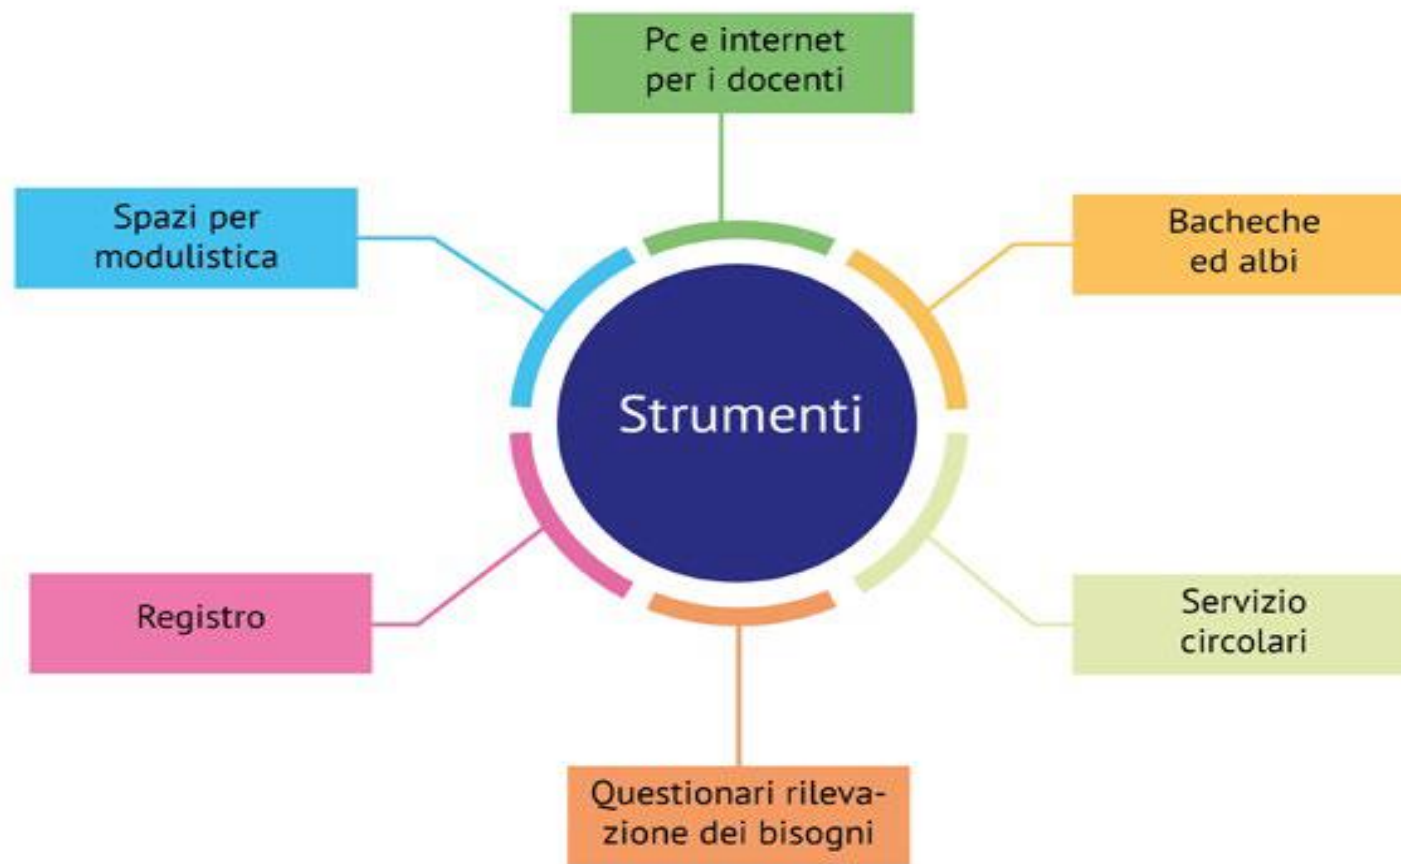 Pc e internet
per i docenti
Spazi per
modulistica
Bacheche
ed albi
Strumenti
Registro
Servizio
circolari
Questionari rileva-
zione dei bisogni